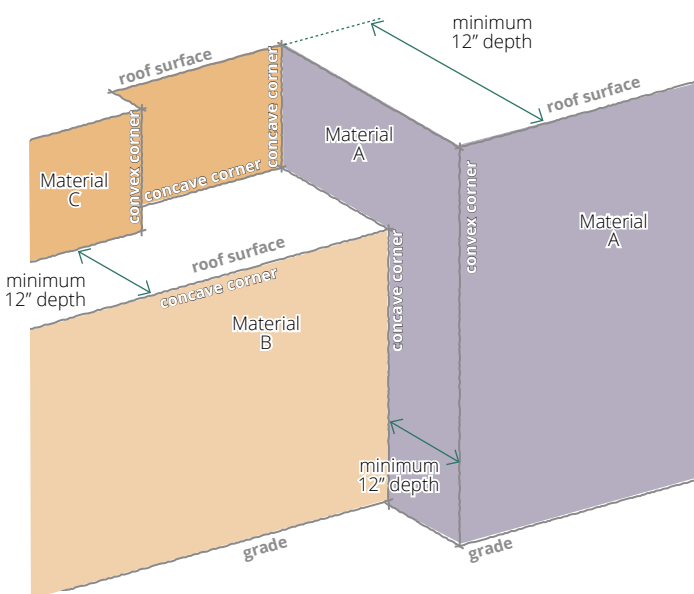 minimum
12” depth
roof surface
roof surface
concave corner
Material
A
convex corner
Material
C
concave corner
convex corner
Material
A
roof surface
minimum
12” depth
concave corner
concave corner
Material
B
minimum
12” depth
grade
grade